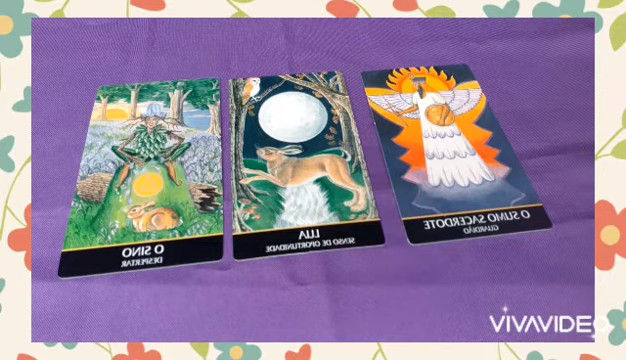 O SINO
DESPERTAR
LUA
SENSO DE OPORTUNIDADE
O SUMO SACERDOTE
GUARDIÃO
VIVAVIDEO